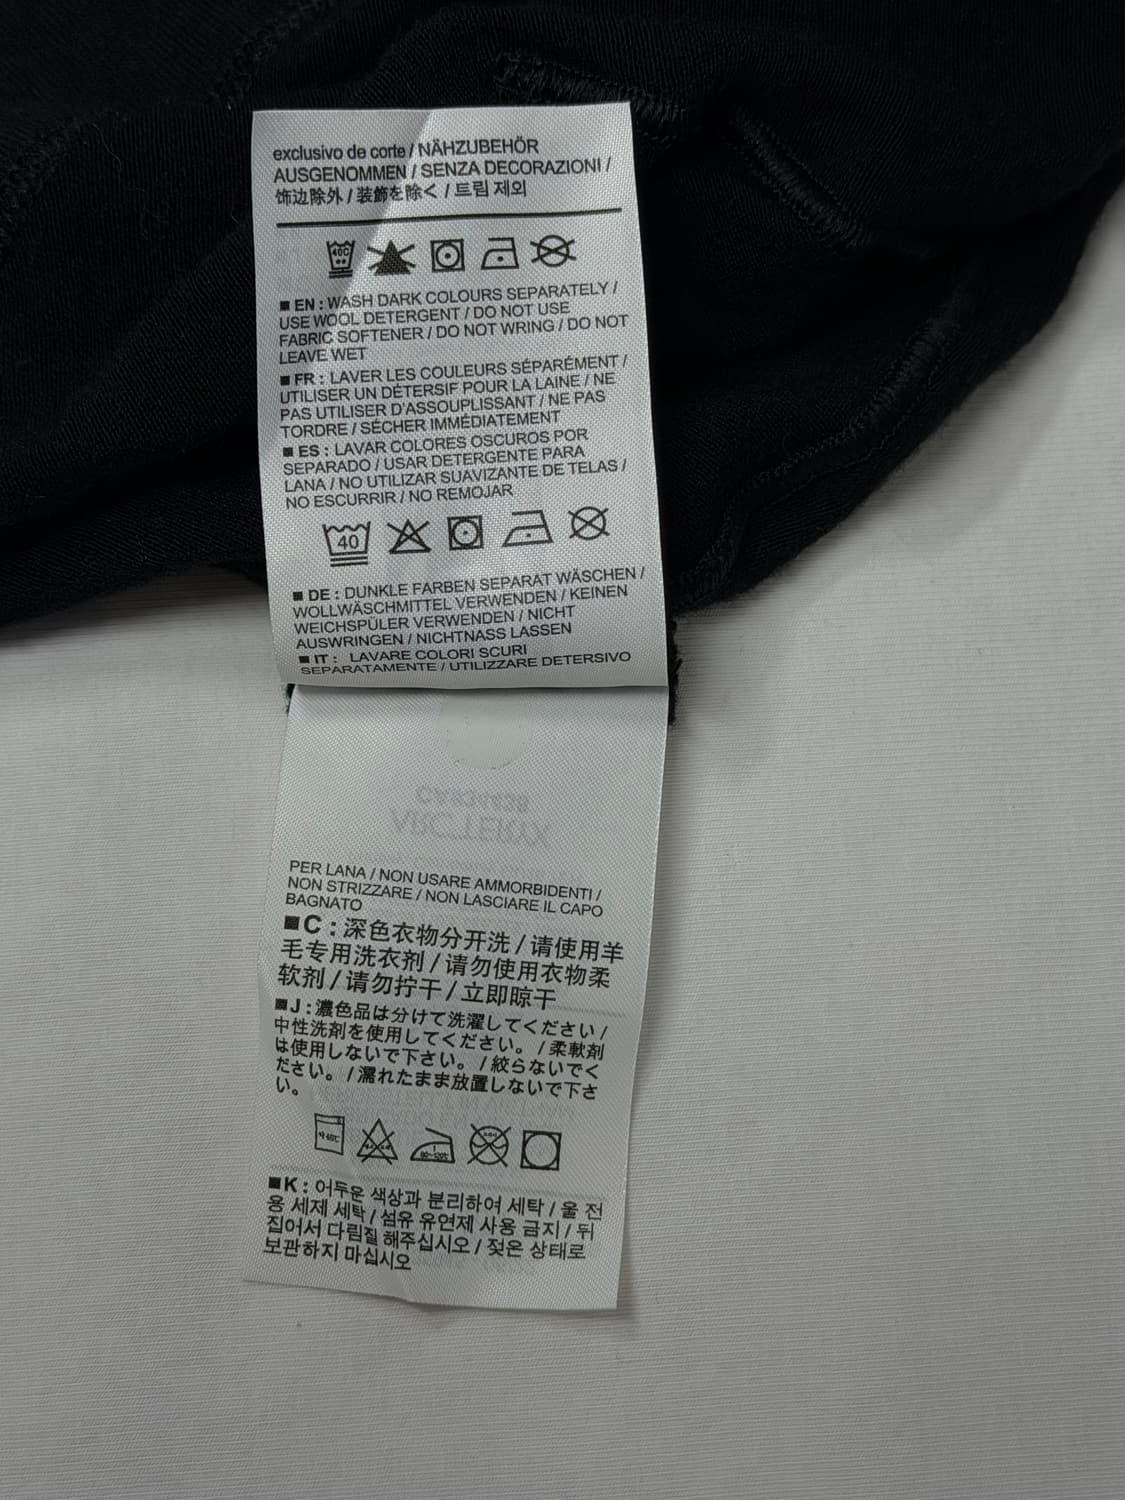 exclusivo de corte / NÄHZUBEHÖR
AUSGENOMMEN / SENZA DECORAZIONI /
饰边除外 / 装飾を除く / 트림 제외
40C
■ EN : WASH DARK COLOURS SEPARATELY /
USE WOOL DETERGENT / DO NOT USE
FABRIC SOFTENER / DO NOT WRING / DO NOT
LEAVE WET
■ FR : LAVER LES COULEURS SÉPARÉMENT /
UTILISER UN DÉTERSIF POUR LA LAINE / NE
PAS UTILISER D'ASSOUPLISSANT / NE PAS
TORDRE / SÉCHER IMMÉDIATEMENT
■ ES : LAVAR COLORES OSCUROS POR
SEPARADO / USAR DETERGENTE PARA
LANA / NO UTILIZAR SUAVIZANTE DE TELAS /
NO ESCURRIR / NO REMOJAR
40
■ DE : DUNKLE FARBEN SEPARAT WÄSCHEN /
WOLLWÄSCHMITTEL VERWENDEN / KEINEN
WEICHSPÜLER VERWENDEN / NICHT
AUSWRINGEN / NICHTNASS LASSEN
■ IT : LAVARE COLORI SCURI
SEPARATAMENTE / UTILIZZARE DETERSIVO
CA#34438
ARC'TERYX
PER LANA / NON USARE AMMORBIDENTI /
NON STRIZZARE / NON LASCIARE IL CAPO
BAGNATO
■C : 深色衣物分开洗 / 请使用羊
毛专用洗衣剂 / 请勿使用衣物柔
软剂 / 请勿拧干 / 立即晾干
■J : 濃色品は分けて洗濯してください /
中性洗剤を使用してください。 / 柔軟剤
は使用しないで下さい。 / 絞らないでく
ださい。 / 濡れたまま放置しないで下さ
い。
80~120℃
■K : 어두운 색상과 분리하여 세탁 / 울 전
용 세제 세탁 / 섬유 유연제 사용 금지 / 뒤
집어서 다림질 해주십시오 / 젖은 상태로
보관하지 마십시오